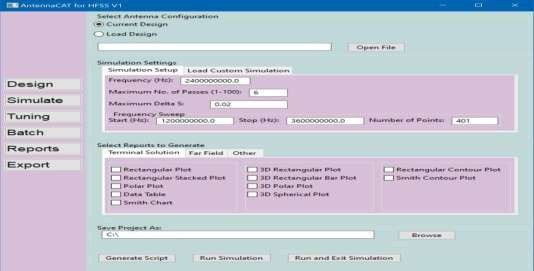 AntennaCAT for HFSS V1
Select Antenna Configuration
Current Design
Load Design
Open File
Simulation Settings
Simulation Setup Load Custom Simulation
Frequency (Hz): 2400000000.0
Maximum No. of Passes (1-100): 6
Maximum Delta S: 0.02
Frequency Sweep
Start (Hz): 1200000000.0 Stop (Hz): 3600000000.0 Number of Points: 401
Design
Simulate
Tuning
Batch
Reports
Export
Select Reports to Generate
Terminal Solution Far Field Other
Rectangular Plot 3D Rectangular Plot Rectangular Contour Plot
Rectangular Stacked Plot 3D Rectangular Bar Plot Smith Contour Plot
Polar Plot 3D Polar Plot
Data Table 3D Spherical Plot
Smith Chart
Save Project As:
C:\
Browse
Generate Script Run Simulation Run and Exit Simulation